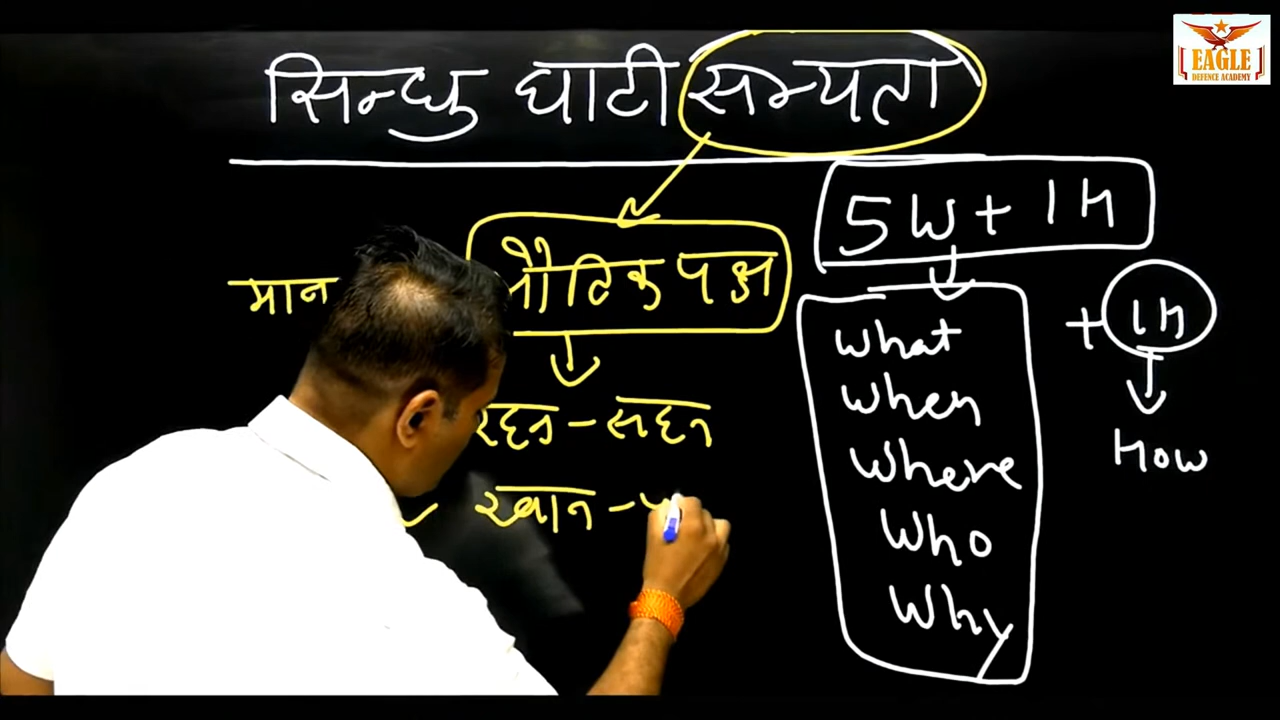 EAGLE
DEFENCE ACADEMY
सिन्धु घाटी सभ्यता
5W + 1H
मान
भौतिक पक्ष
रहन - सहन
खान -
What
When
Where
Who
Why
+ 1H
How